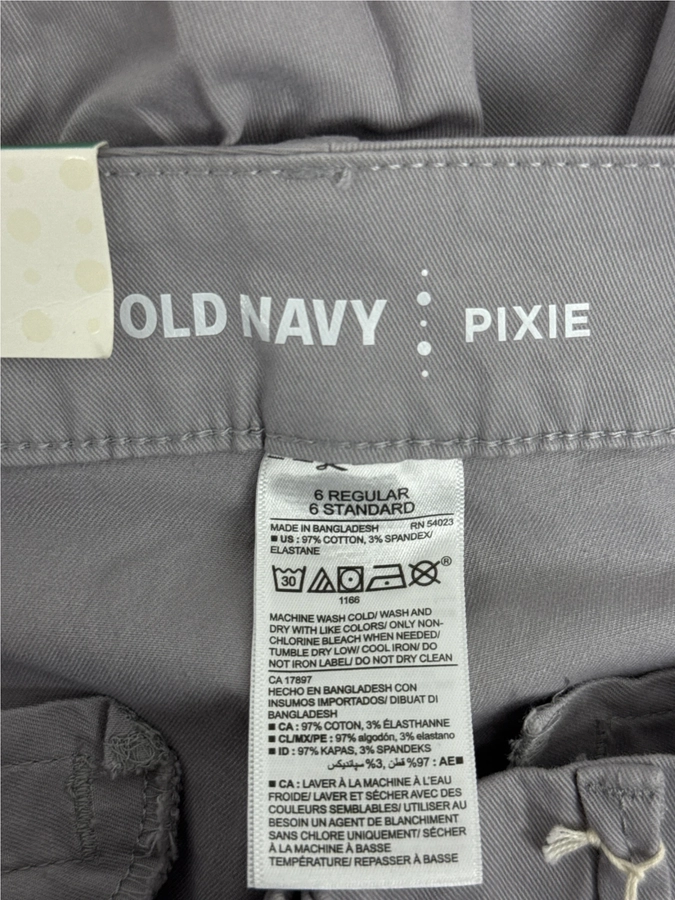 OLD NAVY PIXIE
6 REGULAR
6 STANDARD
MADE IN BANGLADESH RN 54023
■ US : 97% COTTON, 3% SPANDEX/
ELASTANE
30
®
1166
MACHINE WASH COLD/ WASH AND
DRY WITH LIKE COLORS/ ONLY NON-
CHLORINE BLEACH WHEN NEEDED/
TUMBLE DRY LOW/ COOL IRON/ DO
NOT IRON LABEL/ DO NOT DRY CLEAN
CA 17897
HECHO EN BANGLADESH CON
INSUMOS IMPORTADOS/ DIBUAT DI
BANGLADESH
■ CA : 97% COTON, 3% ÉLASTHANNE
■ CL/MX/PE : 97% algodón, 3% elastano
■ ID : 97% KAPAS, 3% SPANDEKS
■AE : 97% قطن, 3% سپانديكس
■ CA : LAVER À LA MACHINE À L'EAU
FROIDE/ LAVER ET SÉCHER AVEC DES
COULEURS SEMBLABLES/ UTILISER AU
BESOIN UN AGENT DE BLANCHIMENT
SANS CHLORE UNIQUEMENT/ SÉCHER
À LA MACHINE À BASSE
TEMPÉRATURE/ REPASSER À BASSE